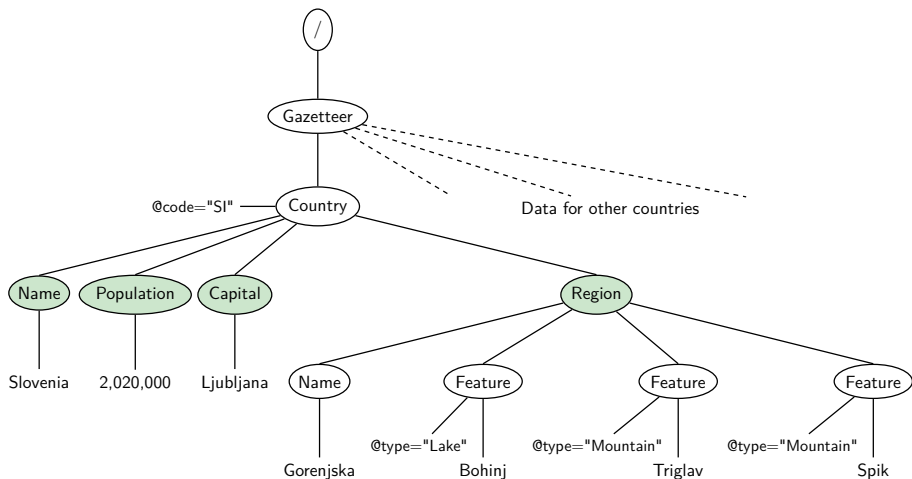 /
Gazetteer
@code="SI"
Country
Data for other countries
Name
Population
Capital
Region
Slovenia
2,020,000
Ljubljana
Name
Feature
Feature
Feature
@type="Lake"
@type="Mountain"
@type="Mountain"
Gorenjska
Bohinj
Triglav
Spik